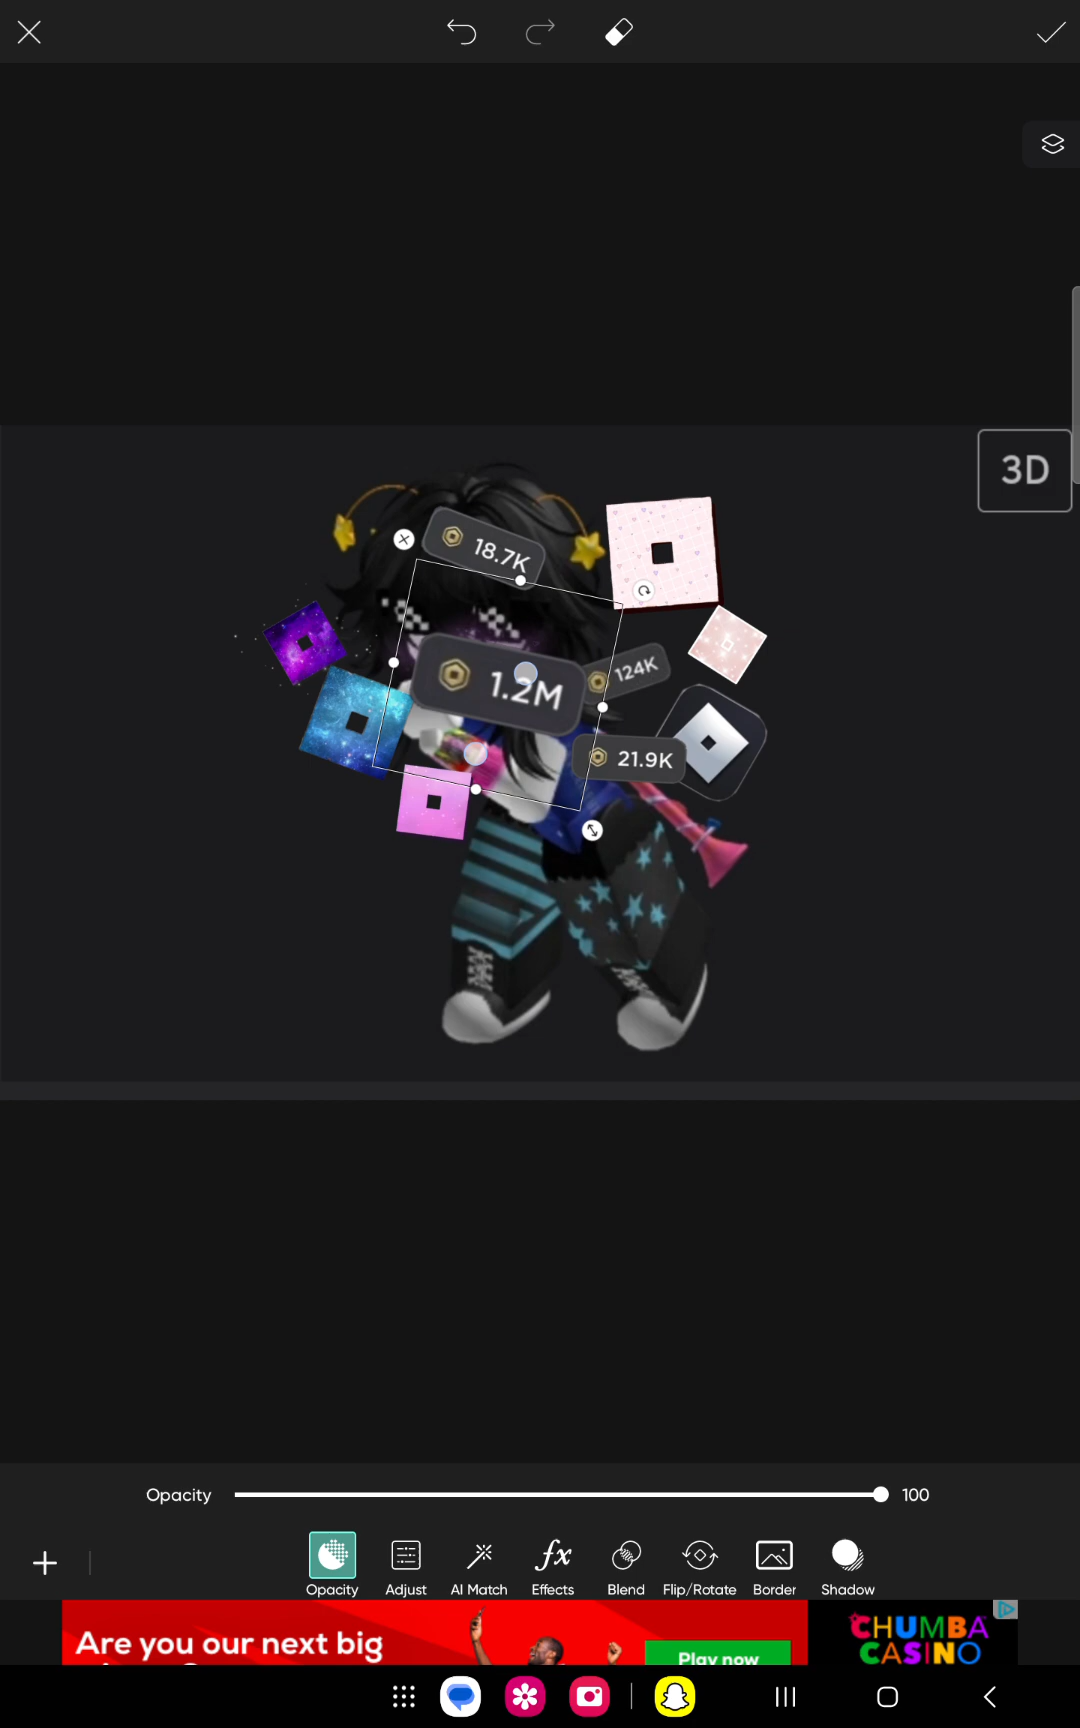 3D
18.7K
1.2M
124K
21.9K
Opacity 100
Opacity Adjust AI Match Effects Blend Flip/Rotate Border Shadow
Are you our next big
Play now
CHUMBA
CASINO